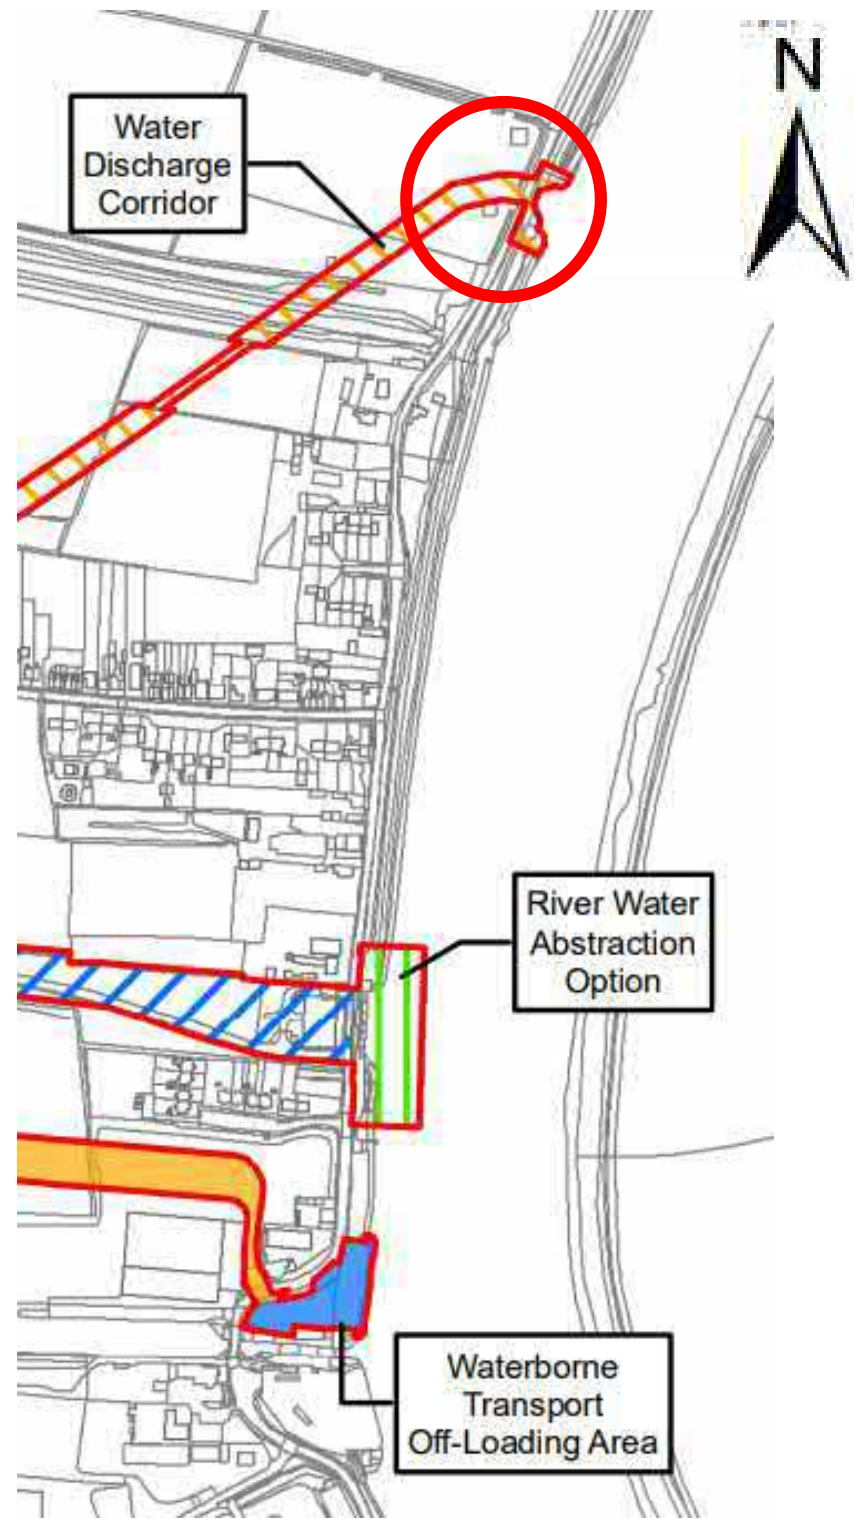 N
Water
Discharge
Corridor
River Water
Abstraction
Option
Waterborne
Transport
Off-Loading Area